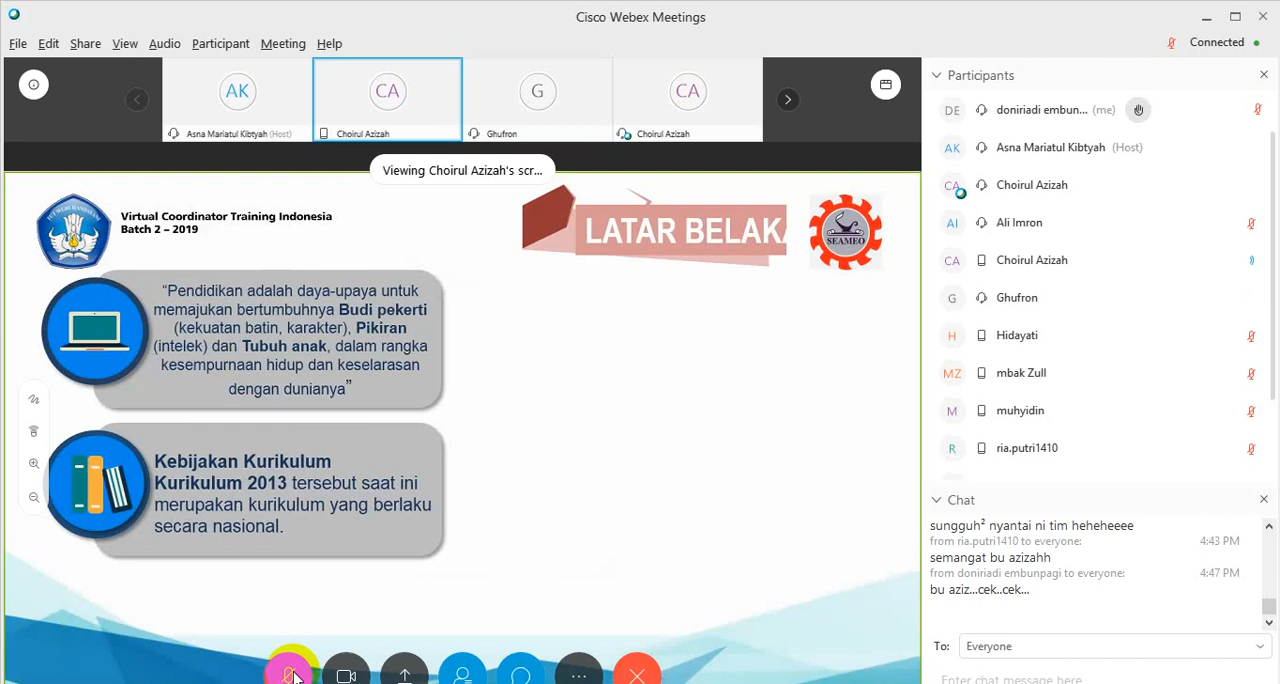 Cisco Webex Meetings
File Edit Share View Audio Participant Meeting Help
Connected
AK
Asna Mariatul Kibtyah (Host)
CA
Choirul Azizah
G
Ghufron
CA
Choirul Azizah
Viewing Choirul Azizah's scr...
Virtual Coordinator Training Indonesia
Batch 2 – 2019
LATAR BELAKA
SEAMEO
TUT WURI HANDAYANI
“Pendidikan adalah daya-upaya untuk
memajukan bertumbuhnya Budi pekerti
(kekuatan batin, karakter), Pikiran
(intelek) dan Tubuh anak, dalam rangka
kesempurnaan hidup dan keselarasan
dengan dunianya”
Kebijakan Kurikulum
Kurikulum 2013 tersebut saat ini
merupakan kurikulum yang berlaku
secara nasional.
Participants
DE doniriadi embun... (me)
AK Asna Mariatul Kibtyah (Host)
CA Choirul Azizah
AI Ali Imron
CA Choirul Azizah
G Ghufron
H Hidayati
MZ mbak Zull
M muhyidin
R ria.putri1410
Chat
sungguh² nyantai ni tim heheheeee
from ria.putri1410 to everyone: 4:43 PM
semangat bu azizahh
from doniriadi embunpagi to everyone: 4:47 PM
bu aziz...cek..cek...
To: Everyone
Enter chat message here